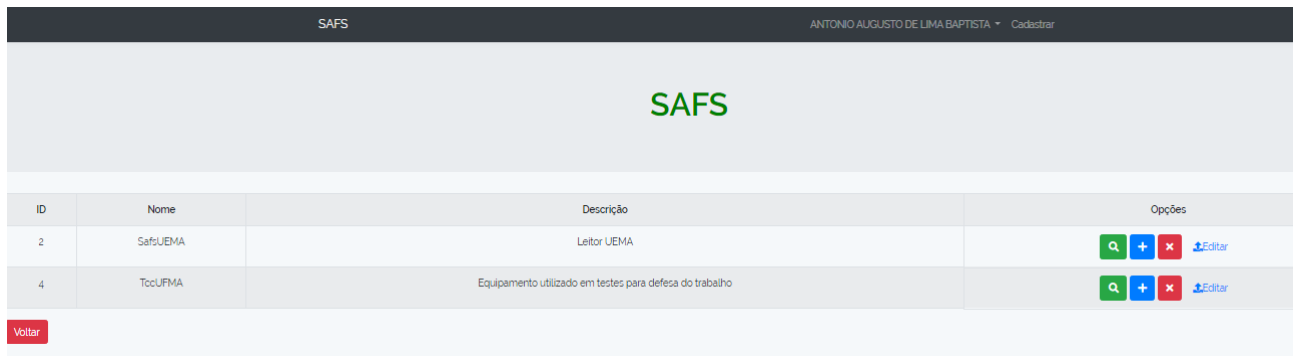 SAFS ANTONIO AUGUSTO DE LIMA BAPTISTA Cadastrar
SAFS
ID Nome Descrição Opções
2 SafsUEMA Leitor UEMA Editar
4 TccUFMA Equipamento utilizado em testes para defesa do trabalho Editar
Voltar